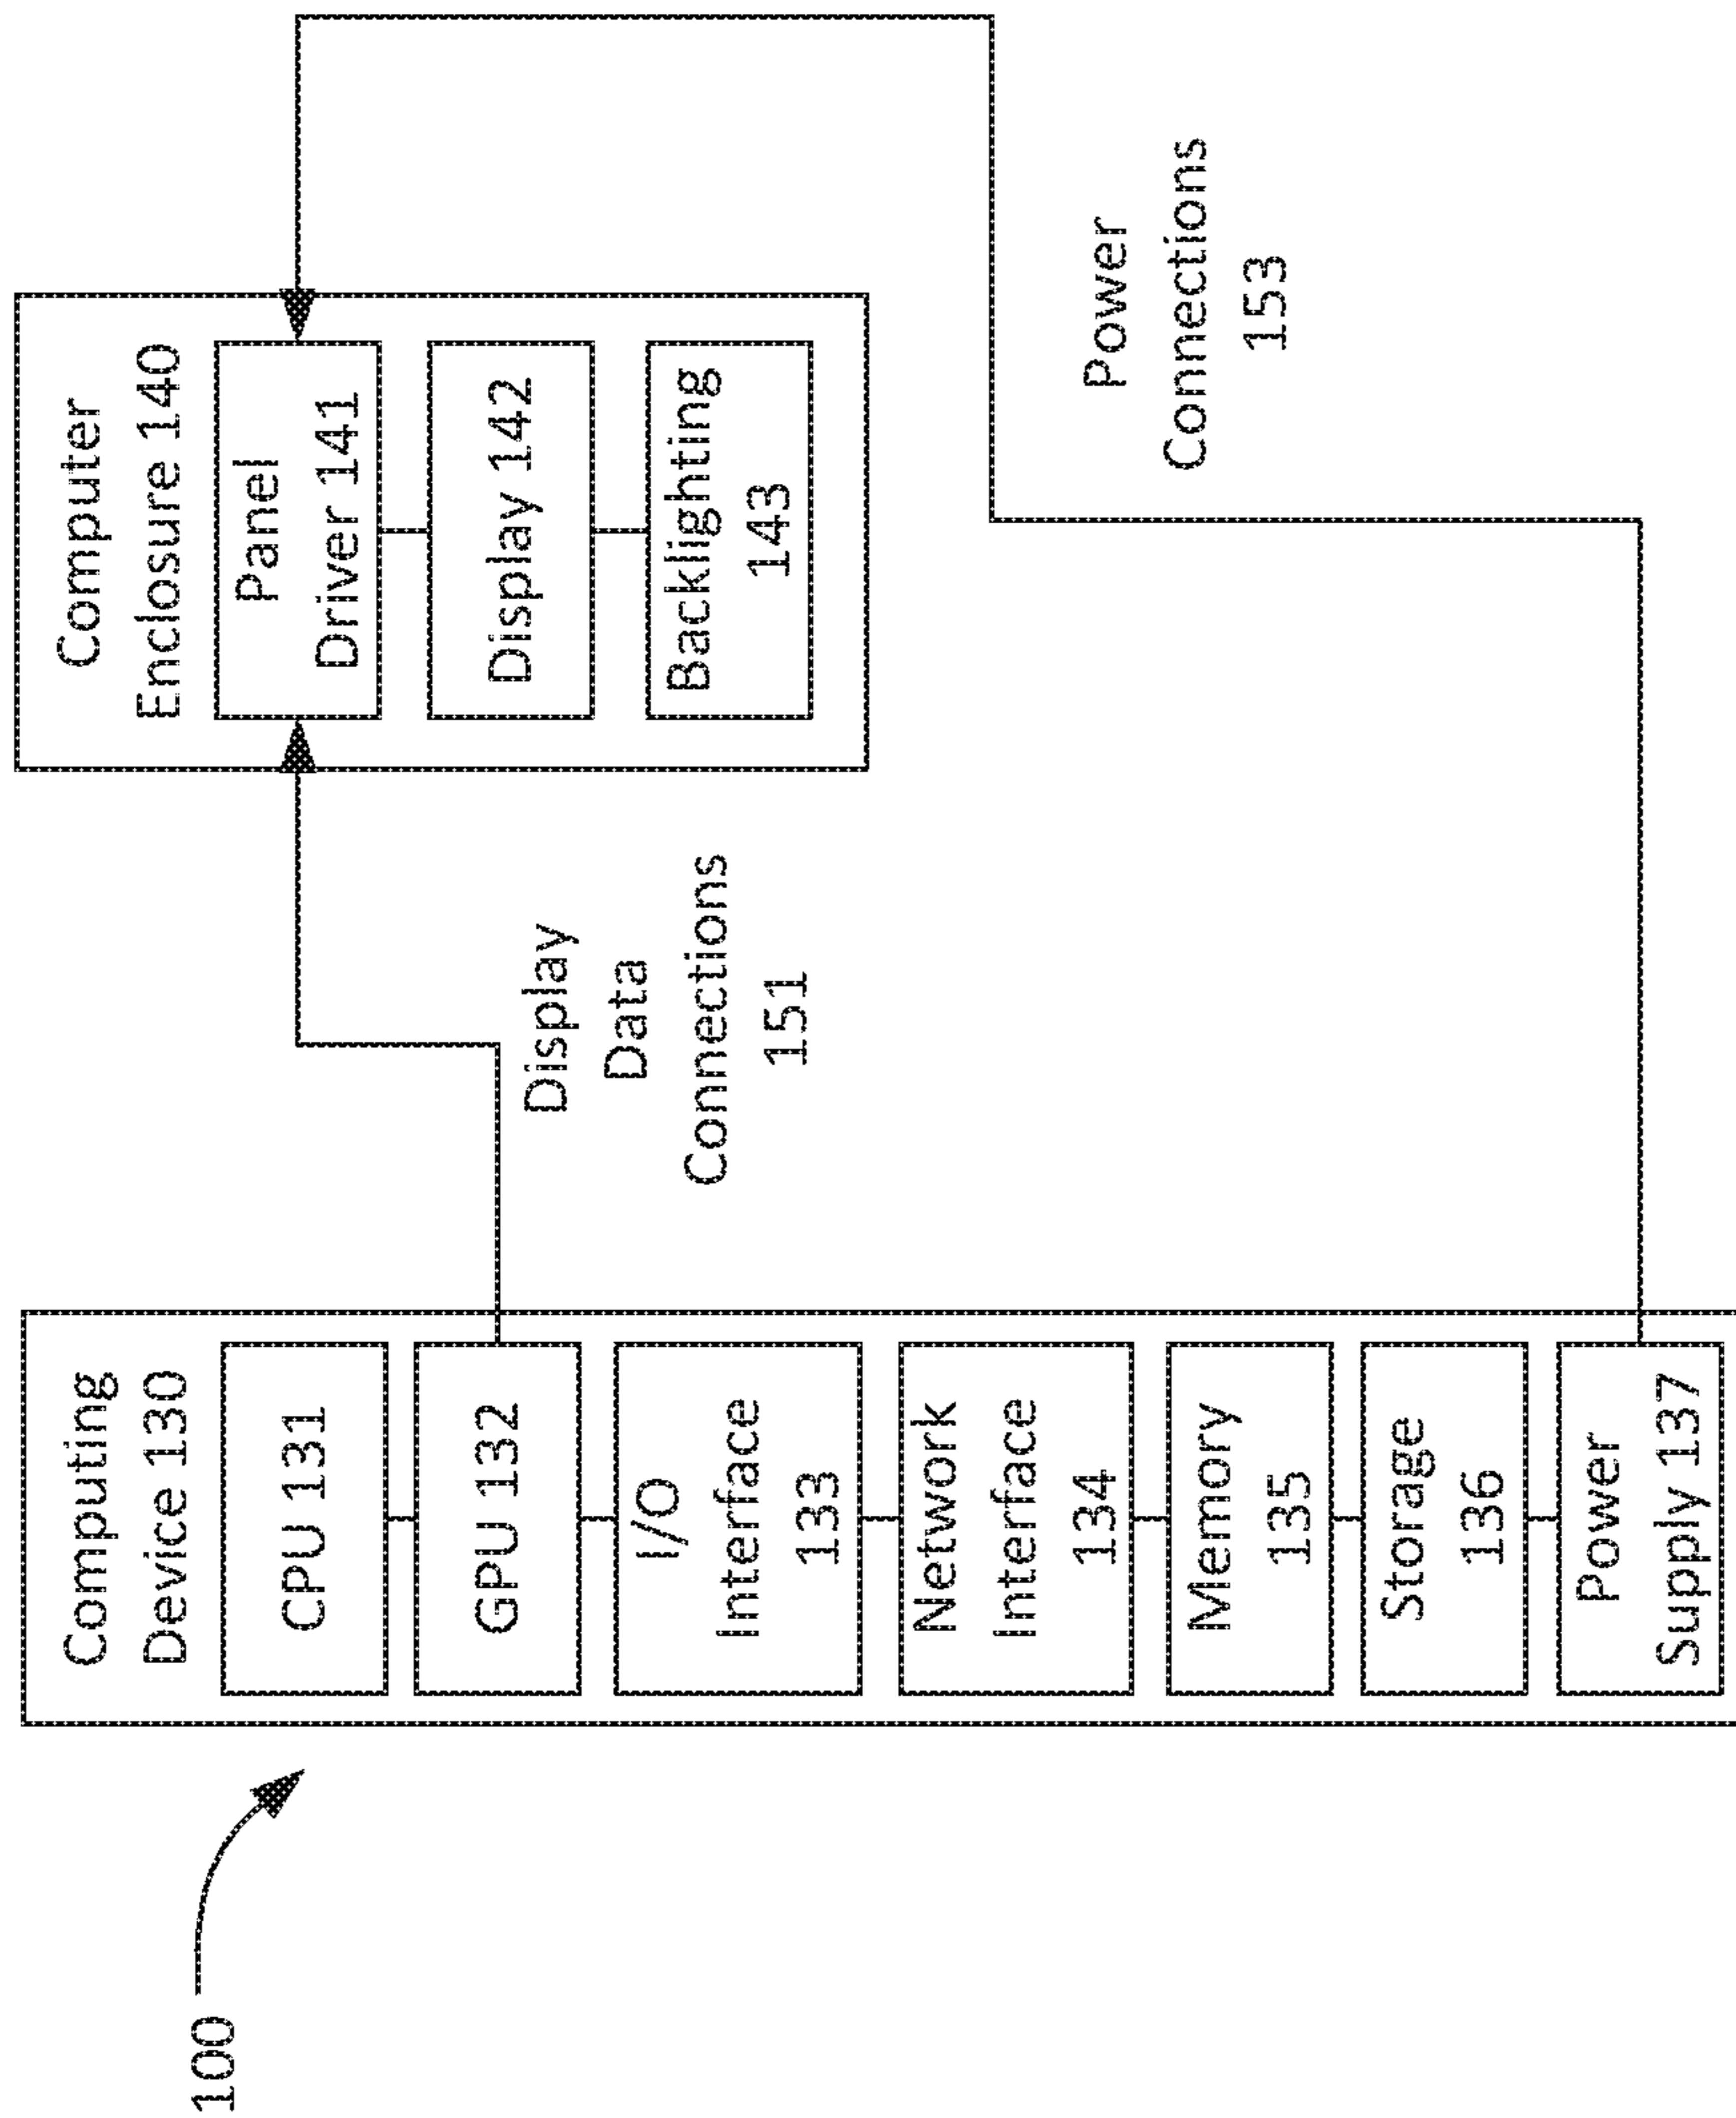 100
Computing
Device 130
CPU 131
GPU 132
I/O
Interface
133
Network
Interface
134
Memory
135
Storage
136
Power
Supply 137
Display
Data
Connections
151
Computer
Enclosure 140
Panel
Driver 141
Display 142
Backlighting
143
Power
Connections
153